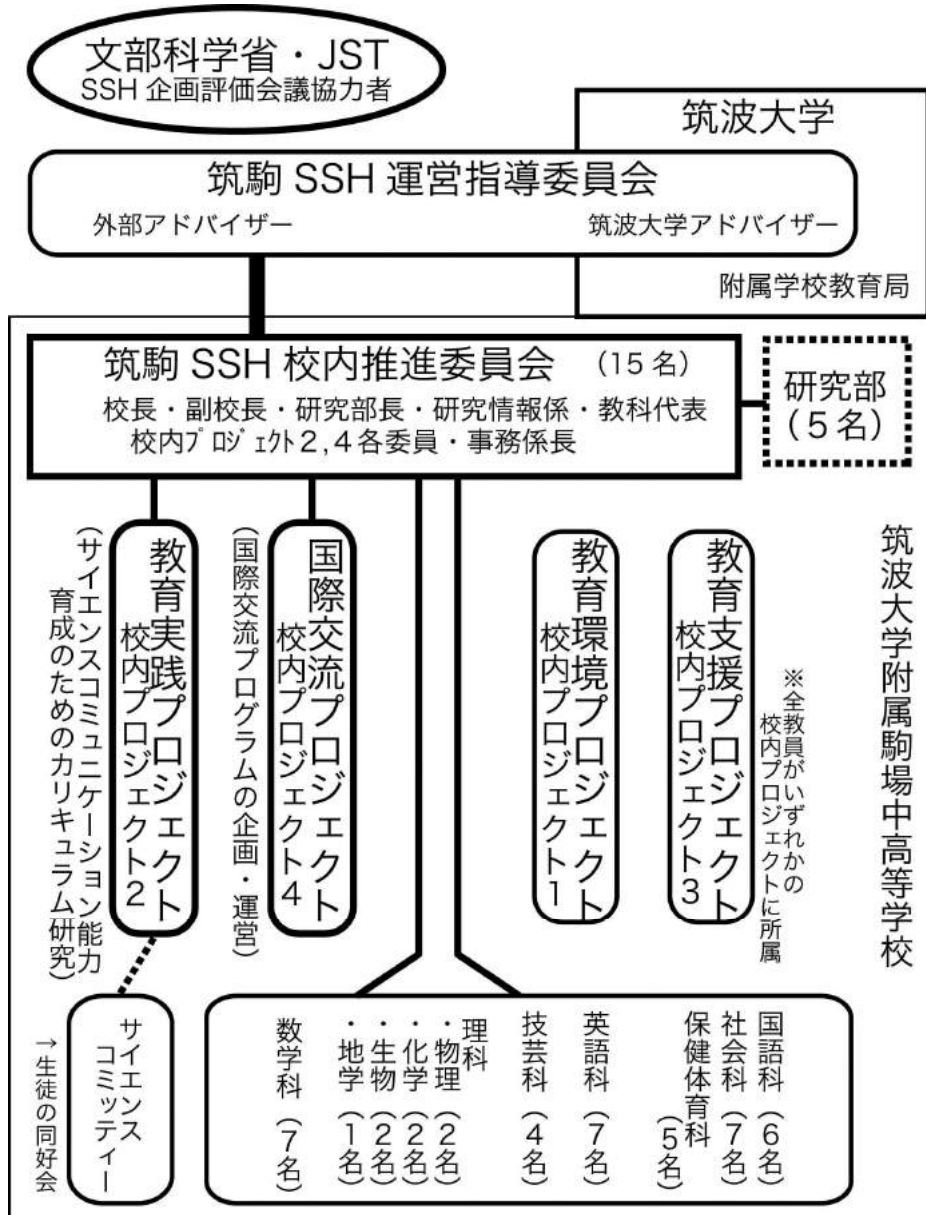 文部科学省・JST
SSH 企画評価会議協力者
筑波大学
筑駒 SSH 運営指導委員会
外部アドバイザー
筑波大学アドバイザー
附属学校教育局
筑駒 SSH 校内推進委員会 (15 名)
校長・副校長・研究部長・研究情報係・教科代表
校内プロジェクト2,4各委員・事務係長
研究部
(5名)
筑波大学附属駒場中高等学校
教育支援プロジェクト
校内プロジェクト3
※全教員がいずれかの
校内プロジェクトに所属
教育環境プロジェクト
校内プロジェクト1
国際交流プロジェクト
校内プロジェクト4
(国際交流プログラムの企画・運営)
教育実践プロジェクト
校内プロジェクト2
(サイエンスコミュニケーション能力
育成のためのカリキュラム研究)
国語科(6名)
社会科(7名)
保健体育科
(5名)
英語科(7名)
技芸科(4名)
理科
・物理(2名)
・化学(2名)
・生物(2名)
・地学(1名)
数学科(7名)
サイエンス
コミッティー
→生徒の同好会